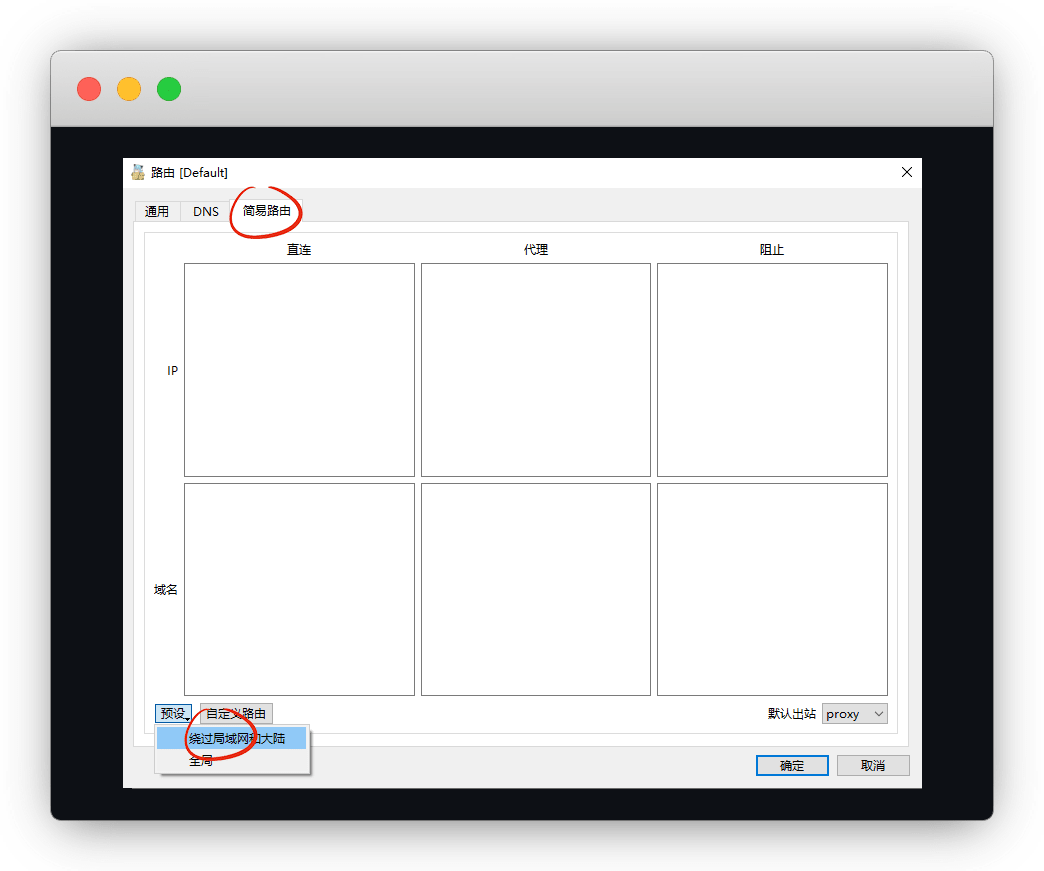 路由 [Default]
通用 DNS 简易路由
直连 代理 阻止
IP
域名
预设 自定义路由 默认出站 proxy
绕过局域网和大陆
全局
确定 取消